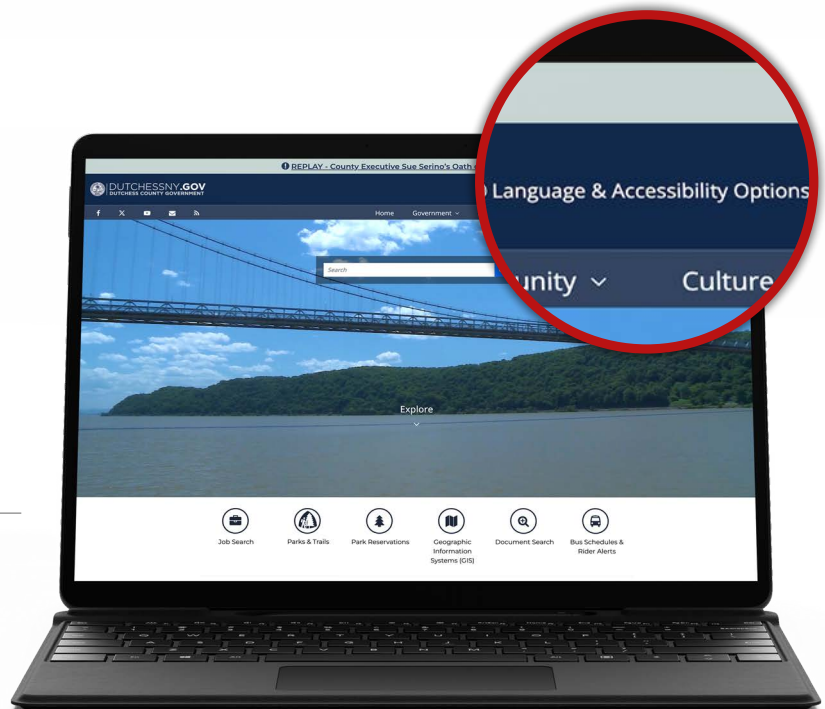 REPLAY - County Executive Sue Serino's Oath
DUTCHESSNY.GOV
DUTCHESS COUNTY GOVERNMENT
Language & Accessibility Options
Home Government
unity Culture
Search
Explore
Job Search
Parks & Trails
Park Reservations
Geographic
Information
Systems (GIS)
Document Search
Bus Schedules &
Rider Alerts